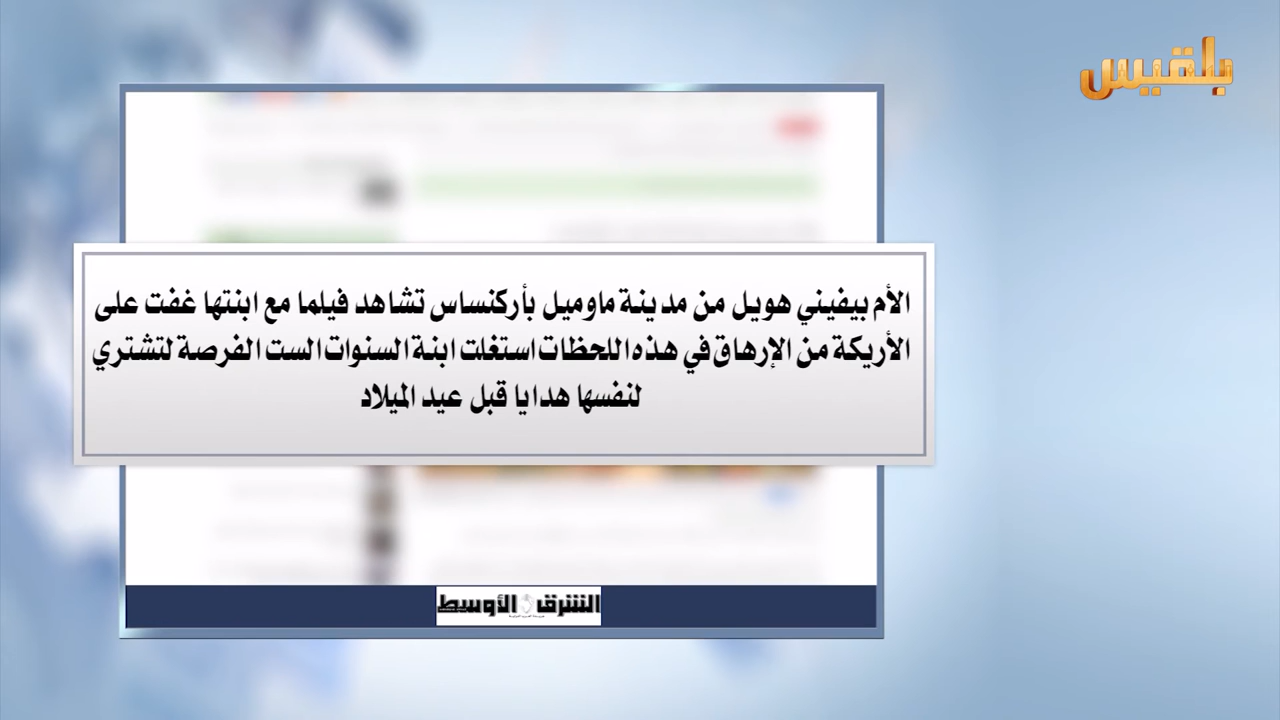 بلقيس
الأم بيفيني هويل من مدينة ماوميل بأركنساس تشاهد فيلما مع ابنتها غفت على
الأريكة من الإرهاق في هذه اللحظات استغلت ابنة السنوات الست الفرصة لتشتري
لنفسها هدايا قبل عيد الميلاد
الشرق الأوسط